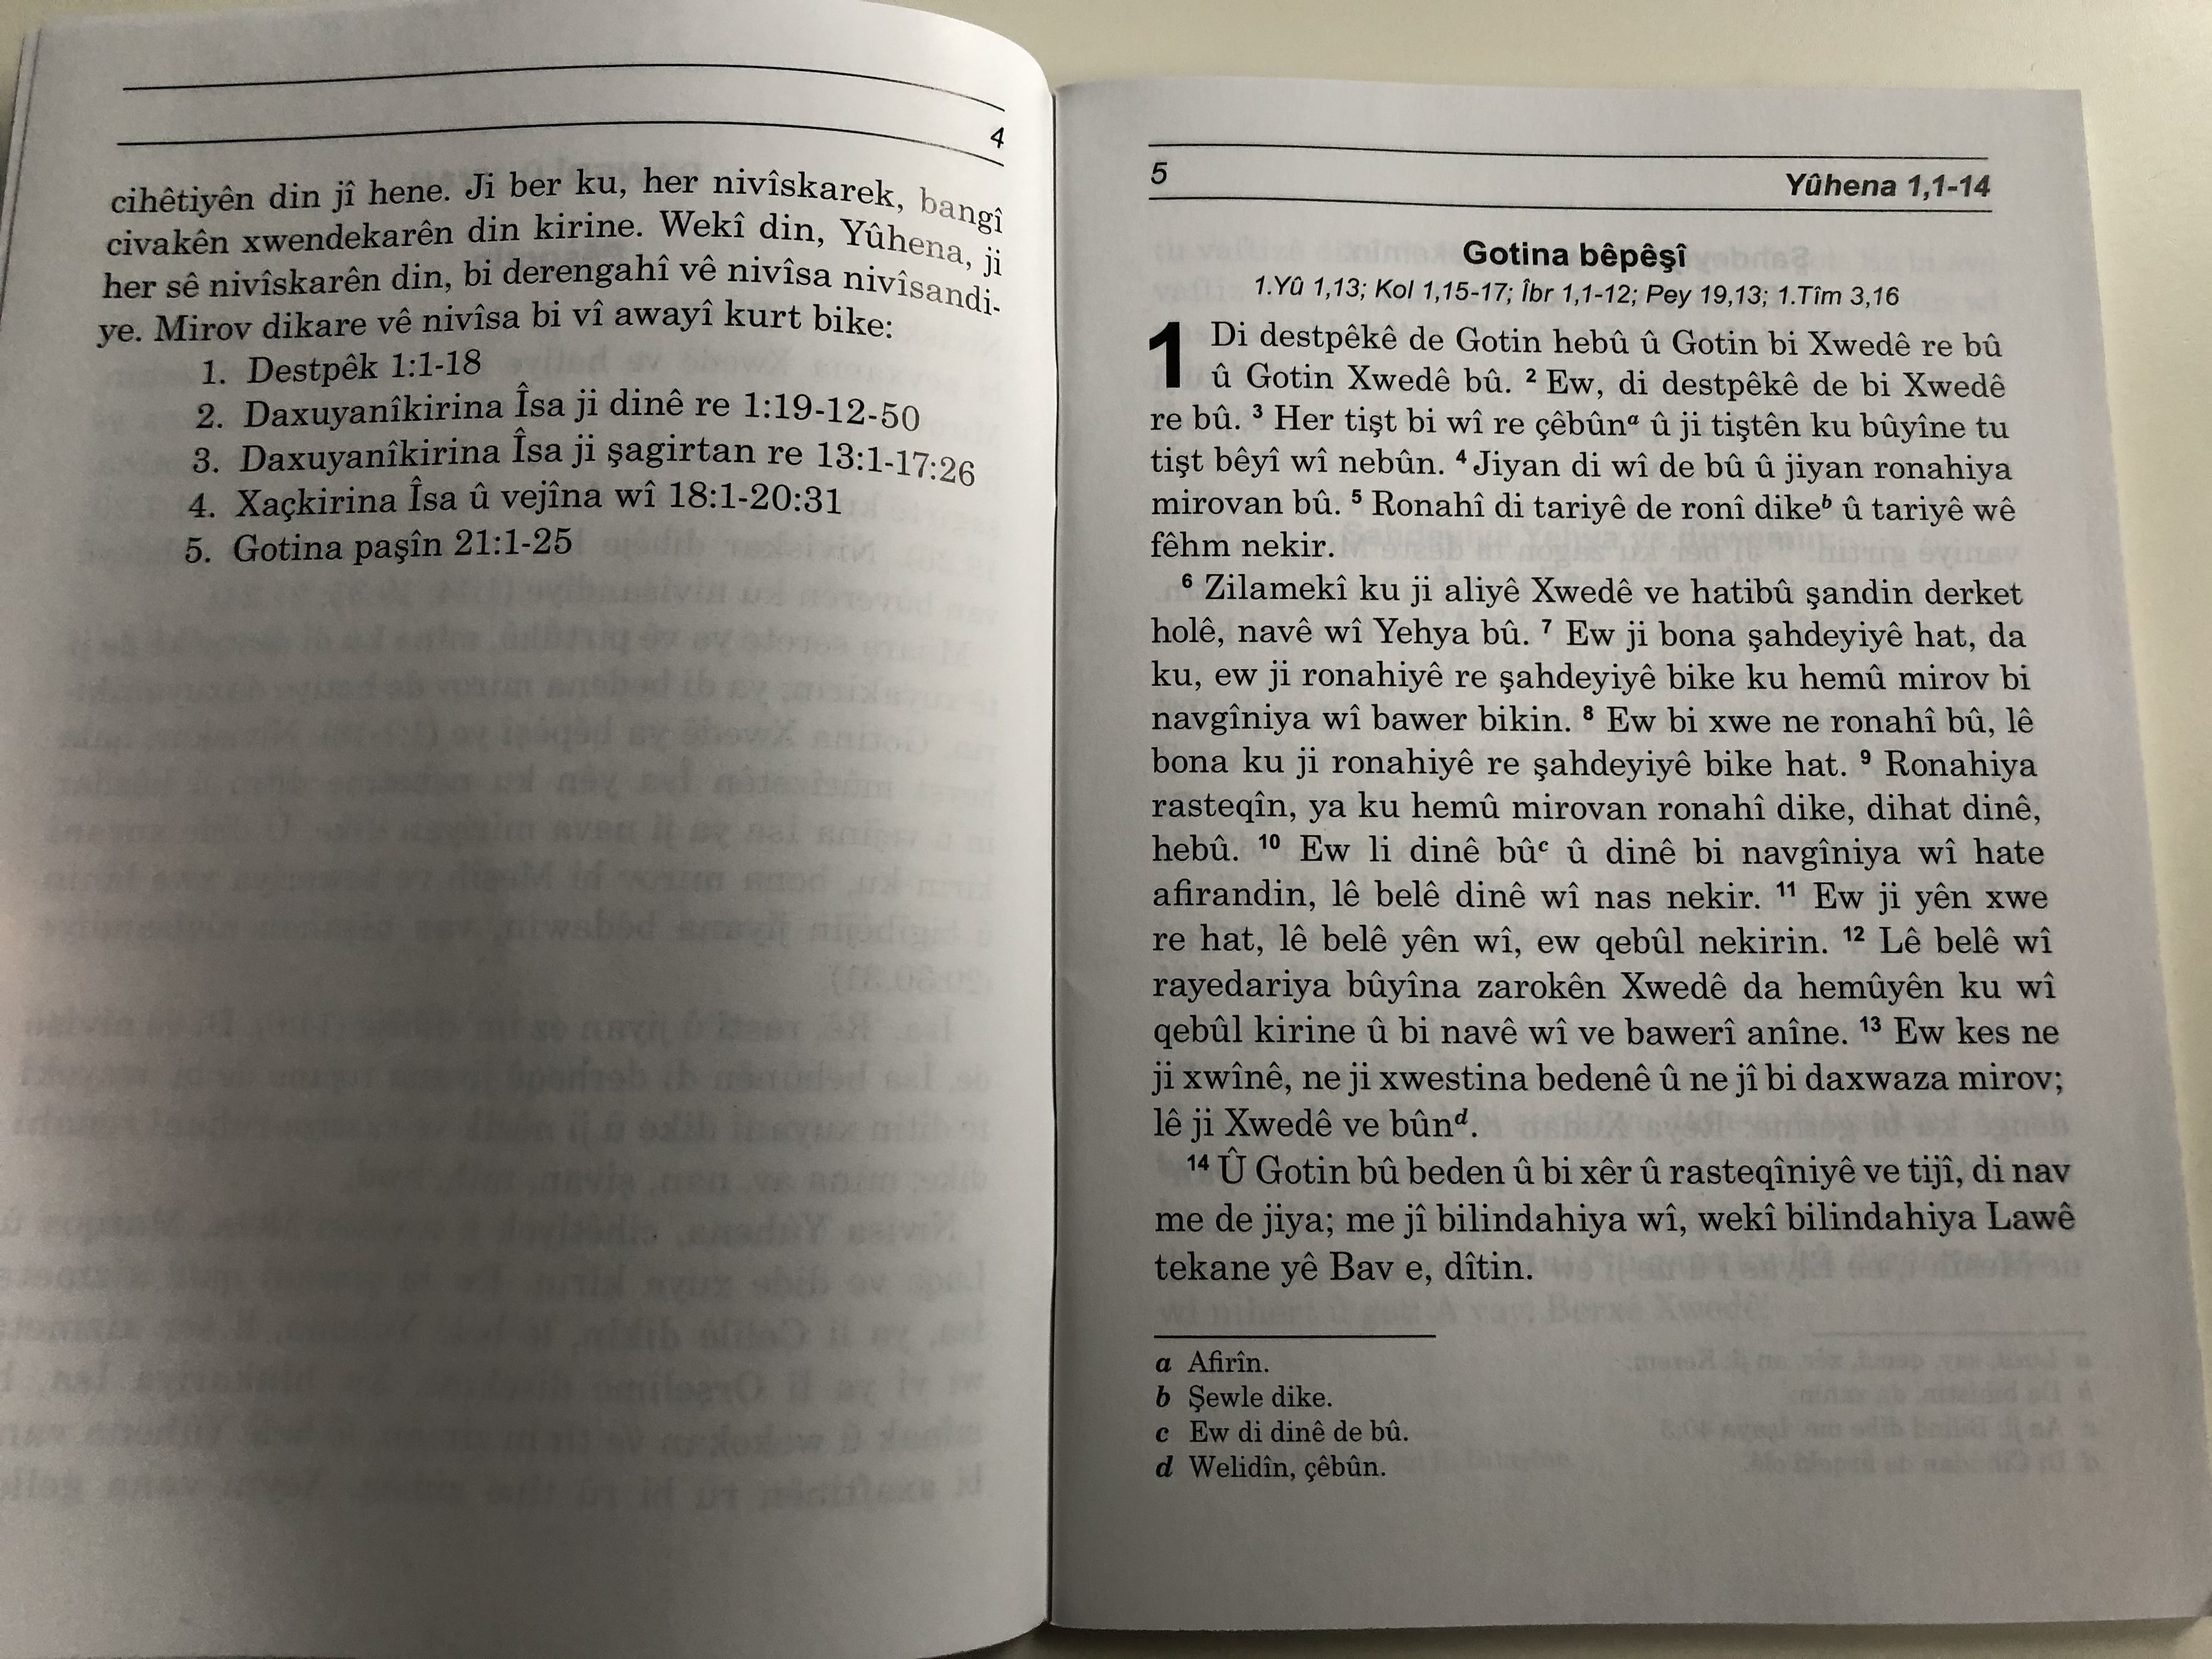 4
cihêtiyên din jî hene. Ji ber ku, her nivîskarek, bangî
civakên xwendekarên din kirine. Wekî din, Yûhena, ji
her sê nivîskarên din, bi derengahî vê nivîsa nivîsandi-
ye. Mirov dikare vê nivîsa bi vî awayî kurt bike:
1. Destpêk 1:1-18
2. Daxuyanîkirina Îsa ji dinê re 1:19-12-50
3. Daxuyanîkirina Îsa ji şagirtan re 13:1-17:26
4. Xaçkirina Îsa û vejîna wî 18:1-20:31
5. Gotina paşîn 21:1-25
5 Yûhena 1,1-14
Gotina bêpêşî
1.Yû 1,13; Kol 1,15-17; Îbr 1,1-12; Pey 19,13; 1.Tîm 3,16
1 Di destpêkê de Gotin hebû û Gotin bi Xwedê re bû
û Gotin Xwedê bû. 2 Ew, di destpêkê de bi Xwedê
re bû. 3 Her tişt bi wî re çêbûna û ji tiştên ku bûyîne tu
tişt bêyî wî nebûn. 4 Jiyan di wî de bû û jiyan ronahiya
mirovan bû. 5 Ronahî di tariyê de ronî dikeb û tariyê wê
fêhm nekir.
6 Zilamekî ku ji aliyê Xwedê ve hatibû şandin derket
holê, navê wî Yehya bû. 7 Ew ji bona şahdeyiyê hat, da
ku, ew ji ronahiyê re şahdeyiyê bike ku hemû mirov bi
navgîniya wî bawer bikin. 8 Ew bi xwe ne ronahî bû, lê
bona ku ji ronahiyê re şahdeyiyê bike hat. 9 Ronahiya
rasteqîn, ya ku hemû mirovan ronahî dike, dihat dinê,
hebû. 10 Ew li dinê bûc û dinê bi navgîniya wî hate
afirandin, lê belê dinê wî nas nekir. 11 Ew ji yên xwe
re hat, lê belê yên wî, ew qebûl nekirin. 12 Lê belê wî
rayedariya bûyîna zarokên Xwedê da hemûyên ku wî
qebûl kirine û bi navê wî ve bawerî anîne. 13 Ew kes ne
ji xwînê, ne ji xwestina bedenê û ne jî bi daxwaza mirov;
lê ji Xwedê ve bûnd.
14 Û Gotin bû beden û bi xêr û rasteqîniyê ve tijî, di nav
me de jiya; me jî bilindahiya wî, wekî bilindahiya Lawê
tekane yê Bav e, dîtin.
a Afirîn.
b Şewle dike.
c Ew di dinê de bû.
d Welidîn, çêbûn.